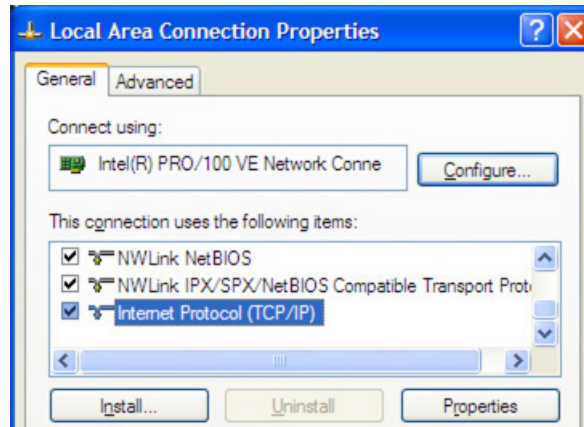 Local Area Connection Properties
General Advanced
Connect using:
Intel(R) PRO/100 VE Network Conne Configure...
This connection uses the following items:
NWLink NetBIOS
NWLink IPX/SPX/NetBIOS Compatible Transport Proto
Internet Protocol (TCP/IP)
Install... Uninstall Properties